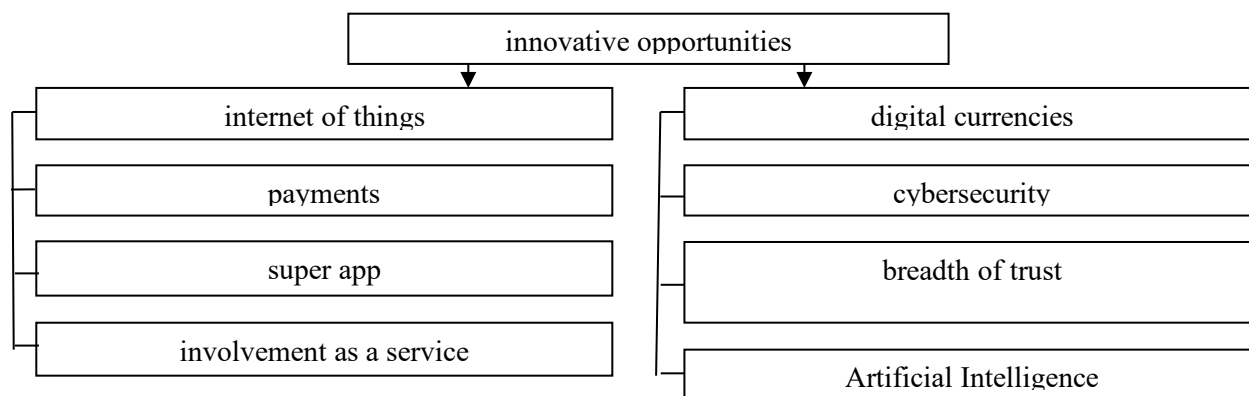 innovative opportunities
internet of things
payments
super app
involvement as a service
digital currencies
cybersecurity
breadth of trust
Artificial Intelligence